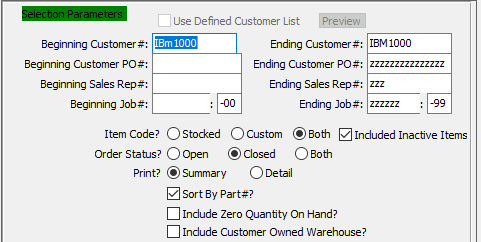 Selection Parameters Use Defined Customer List Preview
Beginning Customer#: IBm1000 Ending Customer#: IBM1000
Beginning Customer PO#: Ending Customer PO#: zzzzzzzzzzzzzzz
Beginning Sales Rep#: Ending Sales Rep#: zzz
Beginning Job#: : -00 Ending Job#: zzzzzz : -99
Item Code? Stocked Custom Both Included Inactive Items
Order Status? Open Closed Both
Print? Summary Detail
Sort By Part#?
Include Zero Quantity On Hand?
Include Customer Owned Warehouse?